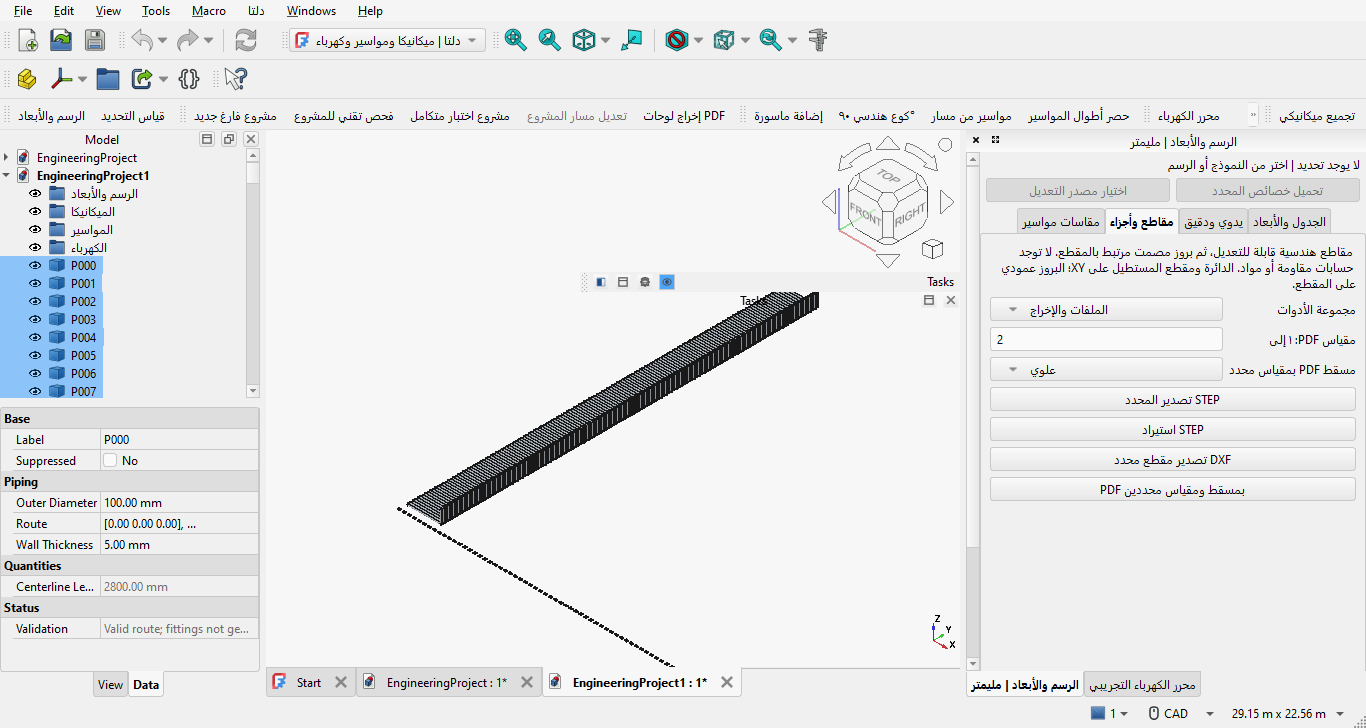 File Edit View Tools Macro دلتا Windows Help
دلتا | ميكانيكا ومواسير وكهرباء
الرسم والأبعاد قياس التحديد مشروع فارغ جديد فحص تقني للمشروع مشروع اختبار متكامل تعديل مسار المشروع إخراج لوحات PDF إضافة ماسورة كوع هندسي ٩٠° مواسير من مسار حصر أطوال المواسير محرر الكهرباء » تجميع ميكانيكي
Model
EngineeringProject
EngineeringProject1
الرسم والأبعاد
الميكانيكا
المواسير
الكهرباء
P000
P001
P002
P003
P004
P005
P006
P007
Base
Label P000
Suppressed No
Piping
Outer Diameter 100.00 mm
Route [0.00 0.00 0.00], ...
Wall Thickness 5.00 mm
Quantities
Centerline Le... 2800.00 mm
Status
Validation Valid route; fittings not ge...
View Data
TOP
FRONT RIGHT
Tasks
Tasks
Z
Y
X
Start EngineeringProject : 1* EngineeringProject1 : 1*
الرسم والأبعاد | مليمتر
لا يوجد تحديد | اختر من النموذج أو الرسم
اختيار مصدر التعديل تحميل خصائص المحدد
مقاسات مواسير مقاطع وأجزاء يدوي ودقيق الجدول والأبعاد
مقاطع هندسية قابلة للتعديل، ثم بروز مصمت مرتبط بالمقطع. لا توجد
حسابات مقاومة أو مواد. الدائرة ومقطع المستطيل على XY؛ البروز عمودي
على المقطع.
مجموعة الأدوات الملفات والإخراج
مقياس PDF:١ إلى 2
مسقط PDF بمقياس محدد علوي
تصدير المحدد STEP
استيراد STEP
تصدير مقطع محدد DXF
PDF بمسقط ومقياس محددين
الرسم والأبعاد | مليمتر محرر الكهرباء التجريبي
1 CAD 29.15 m x 22.56 m